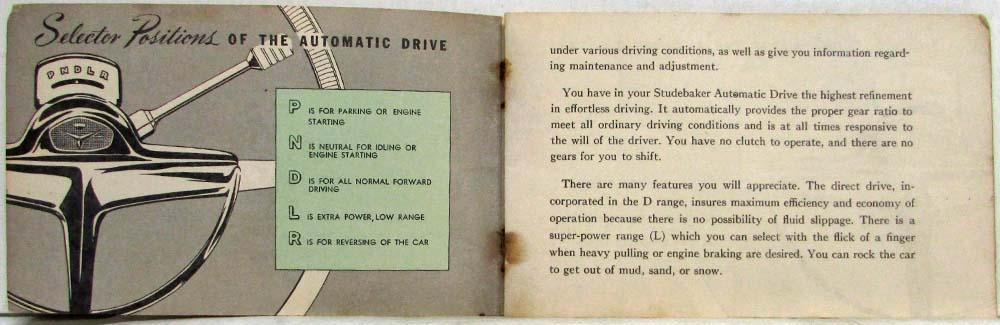 Selector Positions OF THE AUTOMATIC DRIVE
P N D L R
P IS FOR PARKING OR ENGINE
STARTING
N IS NEUTRAL FOR IDLING OR
ENGINE STARTING
D IS FOR ALL NORMAL FORWARD
DRIVING
L IS EXTRA POWER, LOW RANGE
R IS FOR REVERSING OF THE CAR
under various driving conditions, as well as give you information regard-
ing maintenance and adjustment.
You have in your Studebaker Automatic Drive the highest refinement
in effortless driving. It automatically provides the proper gear ratio to
meet all ordinary driving conditions and is at all times responsive to
the will of the driver. You have no clutch to operate, and there are no
gears for you to shift.
There are many features you will appreciate. The direct drive, in-
corporated in the D range, insures maximum efficiency and economy of
operation because there is no possibility of fluid slippage. There is a
super-power range (L) which you can select with the flick of a finger
when heavy pulling or engine braking are desired. You can rock the car
to get out of mud, sand, or snow.